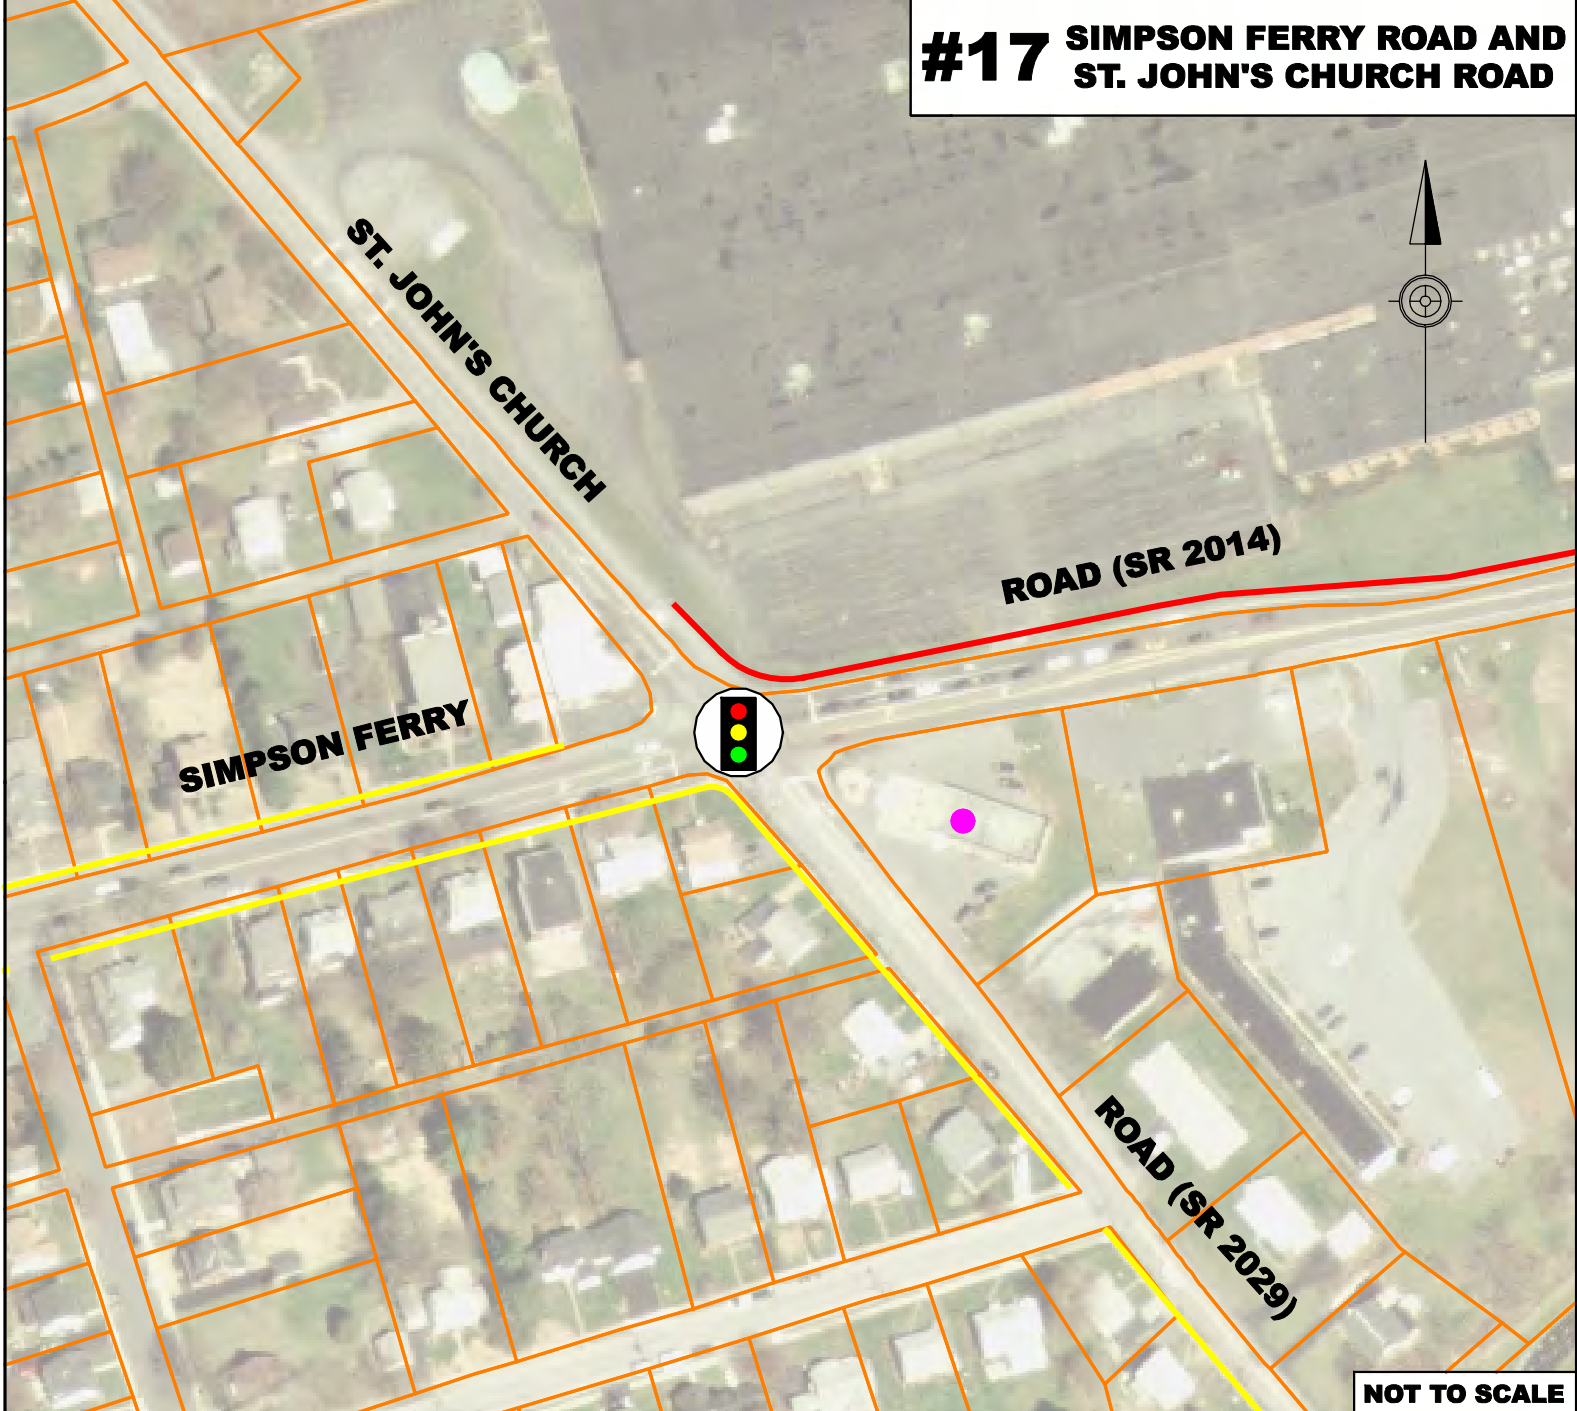 #17 SIMPSON FERRY ROAD AND
ST. JOHN'S CHURCH ROAD
ST. JOHN'S CHURCH
ROAD (SR 2014)
SIMPSON FERRY
ROAD (SR 2029)
NOT TO SCALE